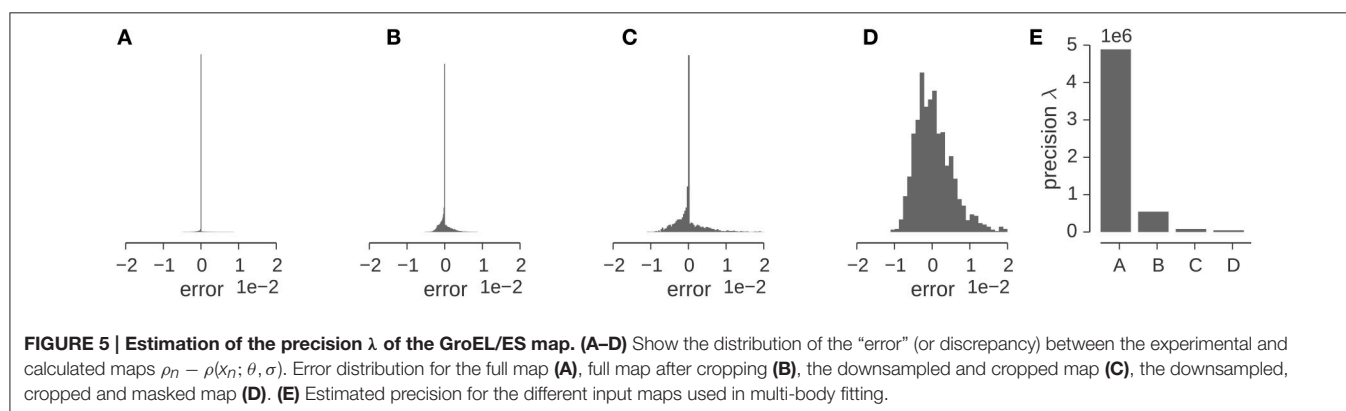 A
B
C
D
E
1e6
5
4
3
2
1
0
precision λ
A B C D
−2 −1 0 1 2
error 1e−2
−2 −1 0 1 2
error 1e−2
−2 −1 0 1 2
error 1e−2
−2 −1 0 1 2
error 1e−2
FIGURE 5 | Estimation of the precision λ of the GroEL/ES map. (A–D) Show the distribution of the “error” (or discrepancy) between the experimental and
calculated maps ρn − ρ(xn; θ, σ). Error distribution for the full map (A), full map after cropping (B), the downsampled and cropped map (C), the downsampled,
cropped and masked map (D). (E) Estimated precision for the different input maps used in multi-body fitting.